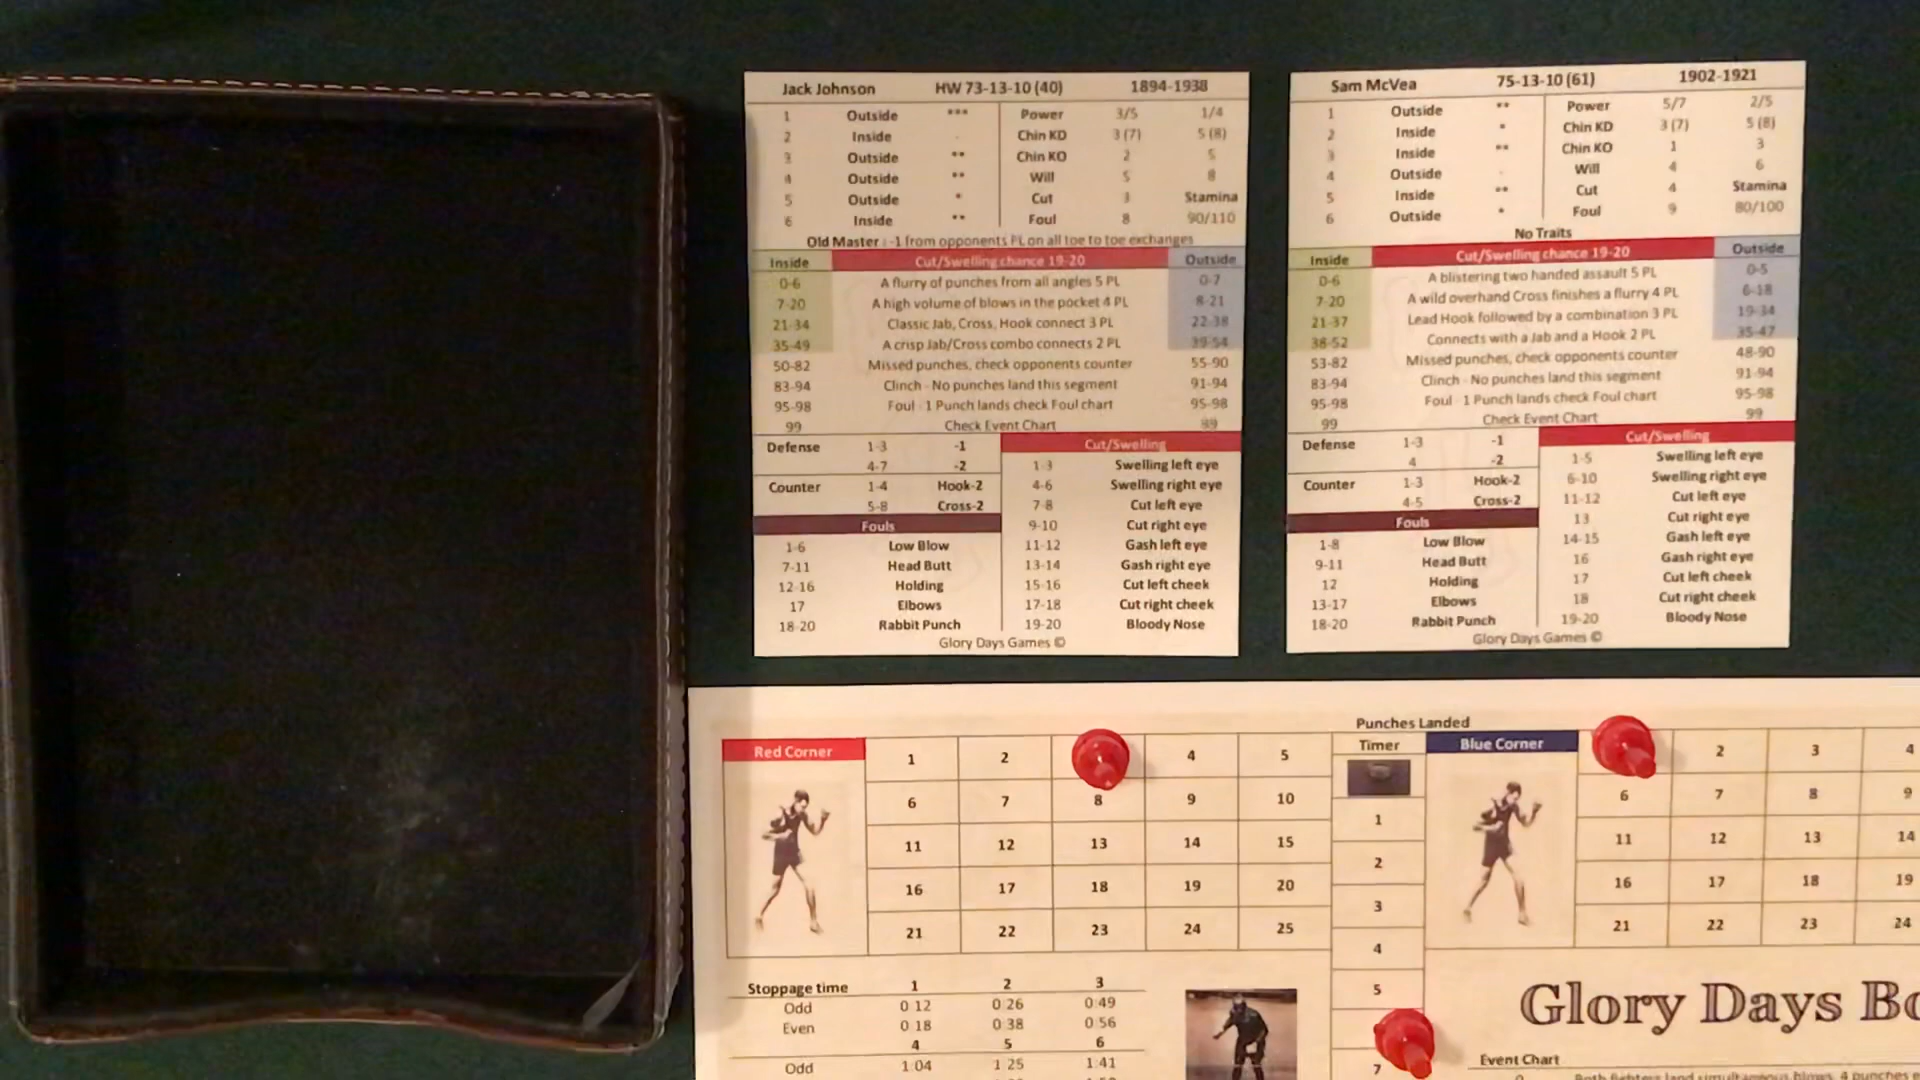 Jack Johnson HW 73-13-10 (40) 1894-1938
1 Outside *** Power 3/5 1/4
2 Inside - Chin KD 3 (7) 5 (8)
3 Outside ** Chin KO 2 5
4 Outside ** Will 5 8
5 Outside * Cut 3 Stamina
6 Inside ** Foul 8 90/110
Old Master : -1 from opponents PL on all toe to toe exchanges
Inside Cut/Swelling chance 19-20 Outside
0-6 A flurry of punches from all angles 5 PL 0-7
7-20 A high volume of blows in the pocket 4 PL 8-21
21-34 Classic Jab, Cross, Hook connect 3 PL 22-38
35-49 A crisp Jab/Cross combo connects 2 PL 39-54
50-82 Missed punches, check opponents counter 55-90
83-94 Clinch - No punches land this segment 91-94
95-98 Foul - 1 Punch lands check Foul chart 95-98
99 Check Event Chart 99
Defense 1-3 -1 Cut/Swelling
4-7 -2 1-3 Swelling left eye
Counter 1-4 Hook-2 4-6 Swelling right eye
5-8 Cross-2 7-8 Cut left eye
Fouls 9-10 Cut right eye
1-6 Low Blow 11-12 Gash left eye
7-11 Head Butt 13-14 Gash right eye
12-16 Holding 15-16 Cut left cheek
17 Elbows 17-18 Cut right cheek
18-20 Rabbit Punch 19-20 Bloody Nose
Glory Days Games ©
Sam McVea 75-13-10 (61) 1902-1921
1 Outside ** Power 5/7 2/5
2 Inside * Chin KD 3 (7) 5 (8)
3 Inside ** Chin KO 1 3
4 Outside - Will 4 6
5 Inside ** Cut 4 Stamina
6 Outside * Foul 9 80/100
No Traits
Inside Cut/Swelling chance 19-20 Outside
0-6 A blistering two handed assault 5 PL 0-5
7-20 A wild overhand Cross finishes a flurry 4 PL 6-18
21-37 Lead Hook followed by a combination 3 PL 19-34
38-52 Connects with a Jab and a Hook 2 PL 35-47
53-82 Missed punches, check opponents counter 48-90
83-94 Clinch - No punches land this segment 91-94
95-98 Foul - 1 Punch lands check Foul chart 95-98
99 Check Event Chart 99
Defense 1-3 -1 Cut/Swelling
4 -2 1-5 Swelling left eye
Counter 1-3 Hook-2 6-10 Swelling right eye
4-5 Cross-2 11-12 Cut left eye
Fouls 13 Cut right eye
1-8 Low Blow 14-15 Gash left eye
9-11 Head Butt 16 Gash right eye
12 Holding 17 Cut left cheek
13-17 Elbows 18 Cut right cheek
18-20 Rabbit Punch 19-20 Bloody Nose
Glory Days Games ©
Punches Landed
Red Corner 1 2 4 5 Timer Blue Corner 2 3 4
6 7 8 9 10 6 7 8 9
1
11 12 13 14 15 2 11 12 13 14
16 17 18 19 20 3 16 17 18 19
21 22 23 24 25 4 21 22 23 24
5
7
Stoppage time 1 2 3
Odd 0 12 0 26 0 49
Even 0 18 0 38 0 56
4 5 6
Odd 1 04 1 25 1:41
Glory Days Bo
Event Chart